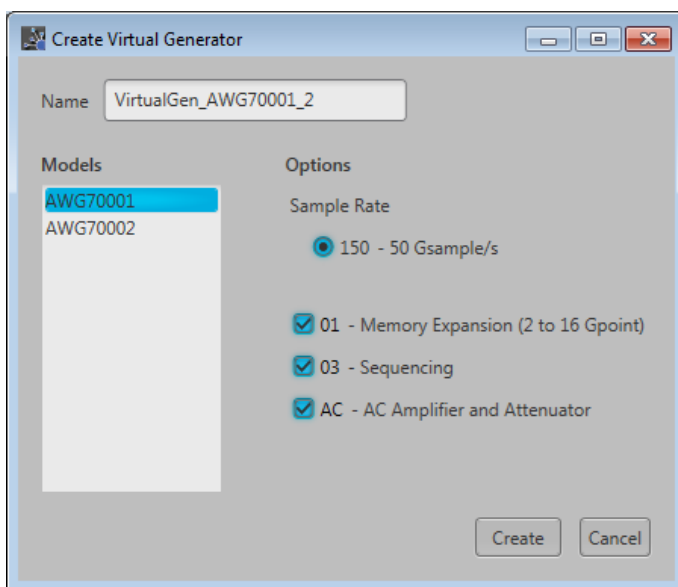 Create Virtual Generator
Name VirtualGen_AWG70001_2
Models
AWG70001
AWG70002
Options
Sample Rate
150 - 50 Gsample/s
01 - Memory Expansion (2 to 16 Gpoint)
03 - Sequencing
AC - AC Amplifier and Attenuator
Create Cancel